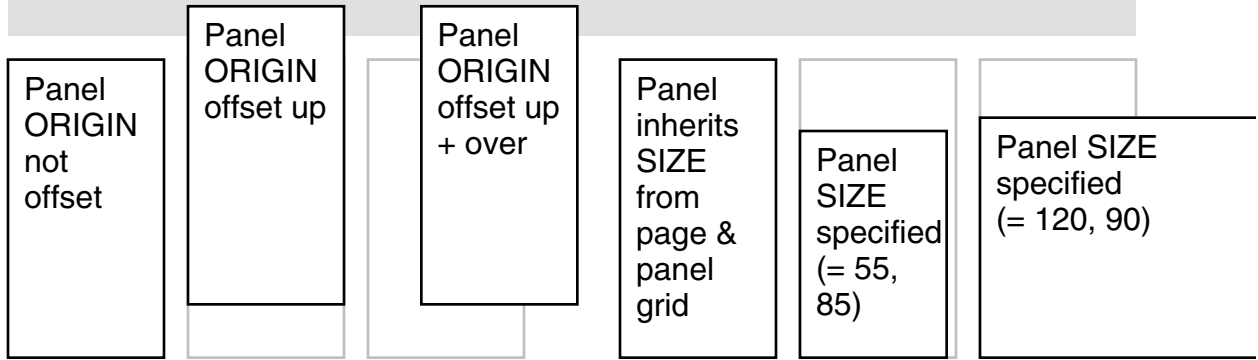 Panel
ORIGIN
not
offset
Panel
ORIGIN
offset up
Panel
ORIGIN
offset up
+ over
Panel
inherits
SIZE
from
page &
panel
grid
Panel
SIZE
specified
(= 55,
85)
Panel SIZE
specified
(= 120, 90)